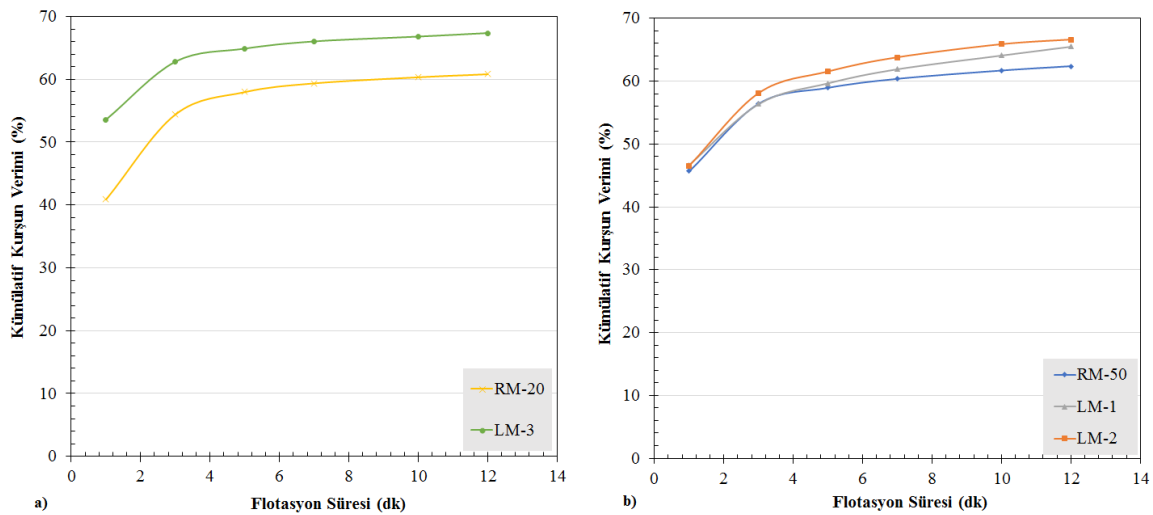 70
60
50
40
30
20
10
0
Kümülatif Kurşun Verimi (%)
RM-20
LM-3
0 2 4 6 8 10 12 14
a) Flotasyon Süresi (dk)
70
60
50
40
30
20
10
0
Kümülatif Kurşun Verimi (%)
RM-50
LM-1
LM-2
0 2 4 6 8 10 12 14
b) Flotasyon Süresi (dk)